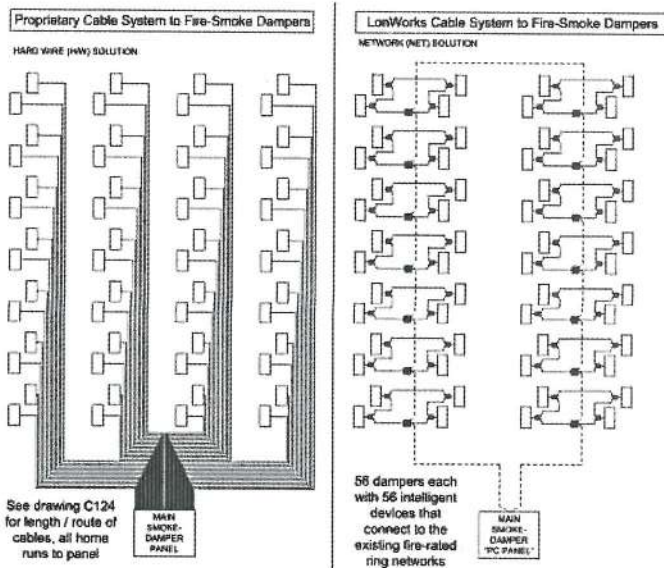 Proprietary Cable System to Fire-Smoke Dampers
HARD WIRE (H/W) SOLUTION
See drawing C124
for length / route of
cables, all home
runs to panel
MAIN
SMOKE-
DAMPER
PANEL
LonWorks Cable System to Fire-Smoke Dampers
NETWORK (NET) SOLUTION
56 dampers each
with 56 intelligent
devices that
connect to the
existing fire-rated
ring networks
MAIN
SMOKE-
DAMPER
"PC PANEL"